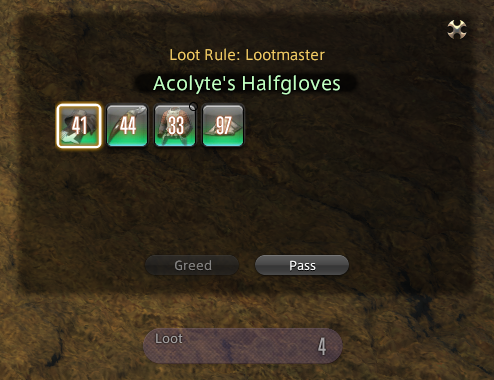 Loot Rule: Lootmaster
Acolyte's Halfgloves
41 44 33 97
Greed Pass
Loot 4